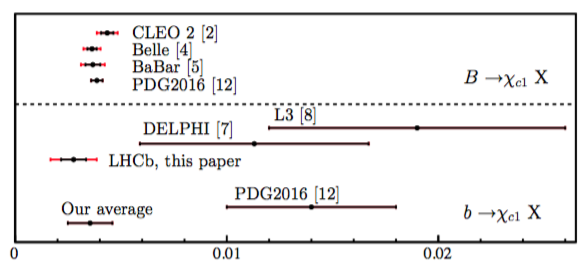 CLEO 2 [2]
Belle [4]
BaBar [5]
PDG2016 [12]
B →χc1 X
L3 [8]
DELPHI [7]
LHCb, this paper
PDG2016 [12]
Our average
b →χc1 X
0 0.01 0.02